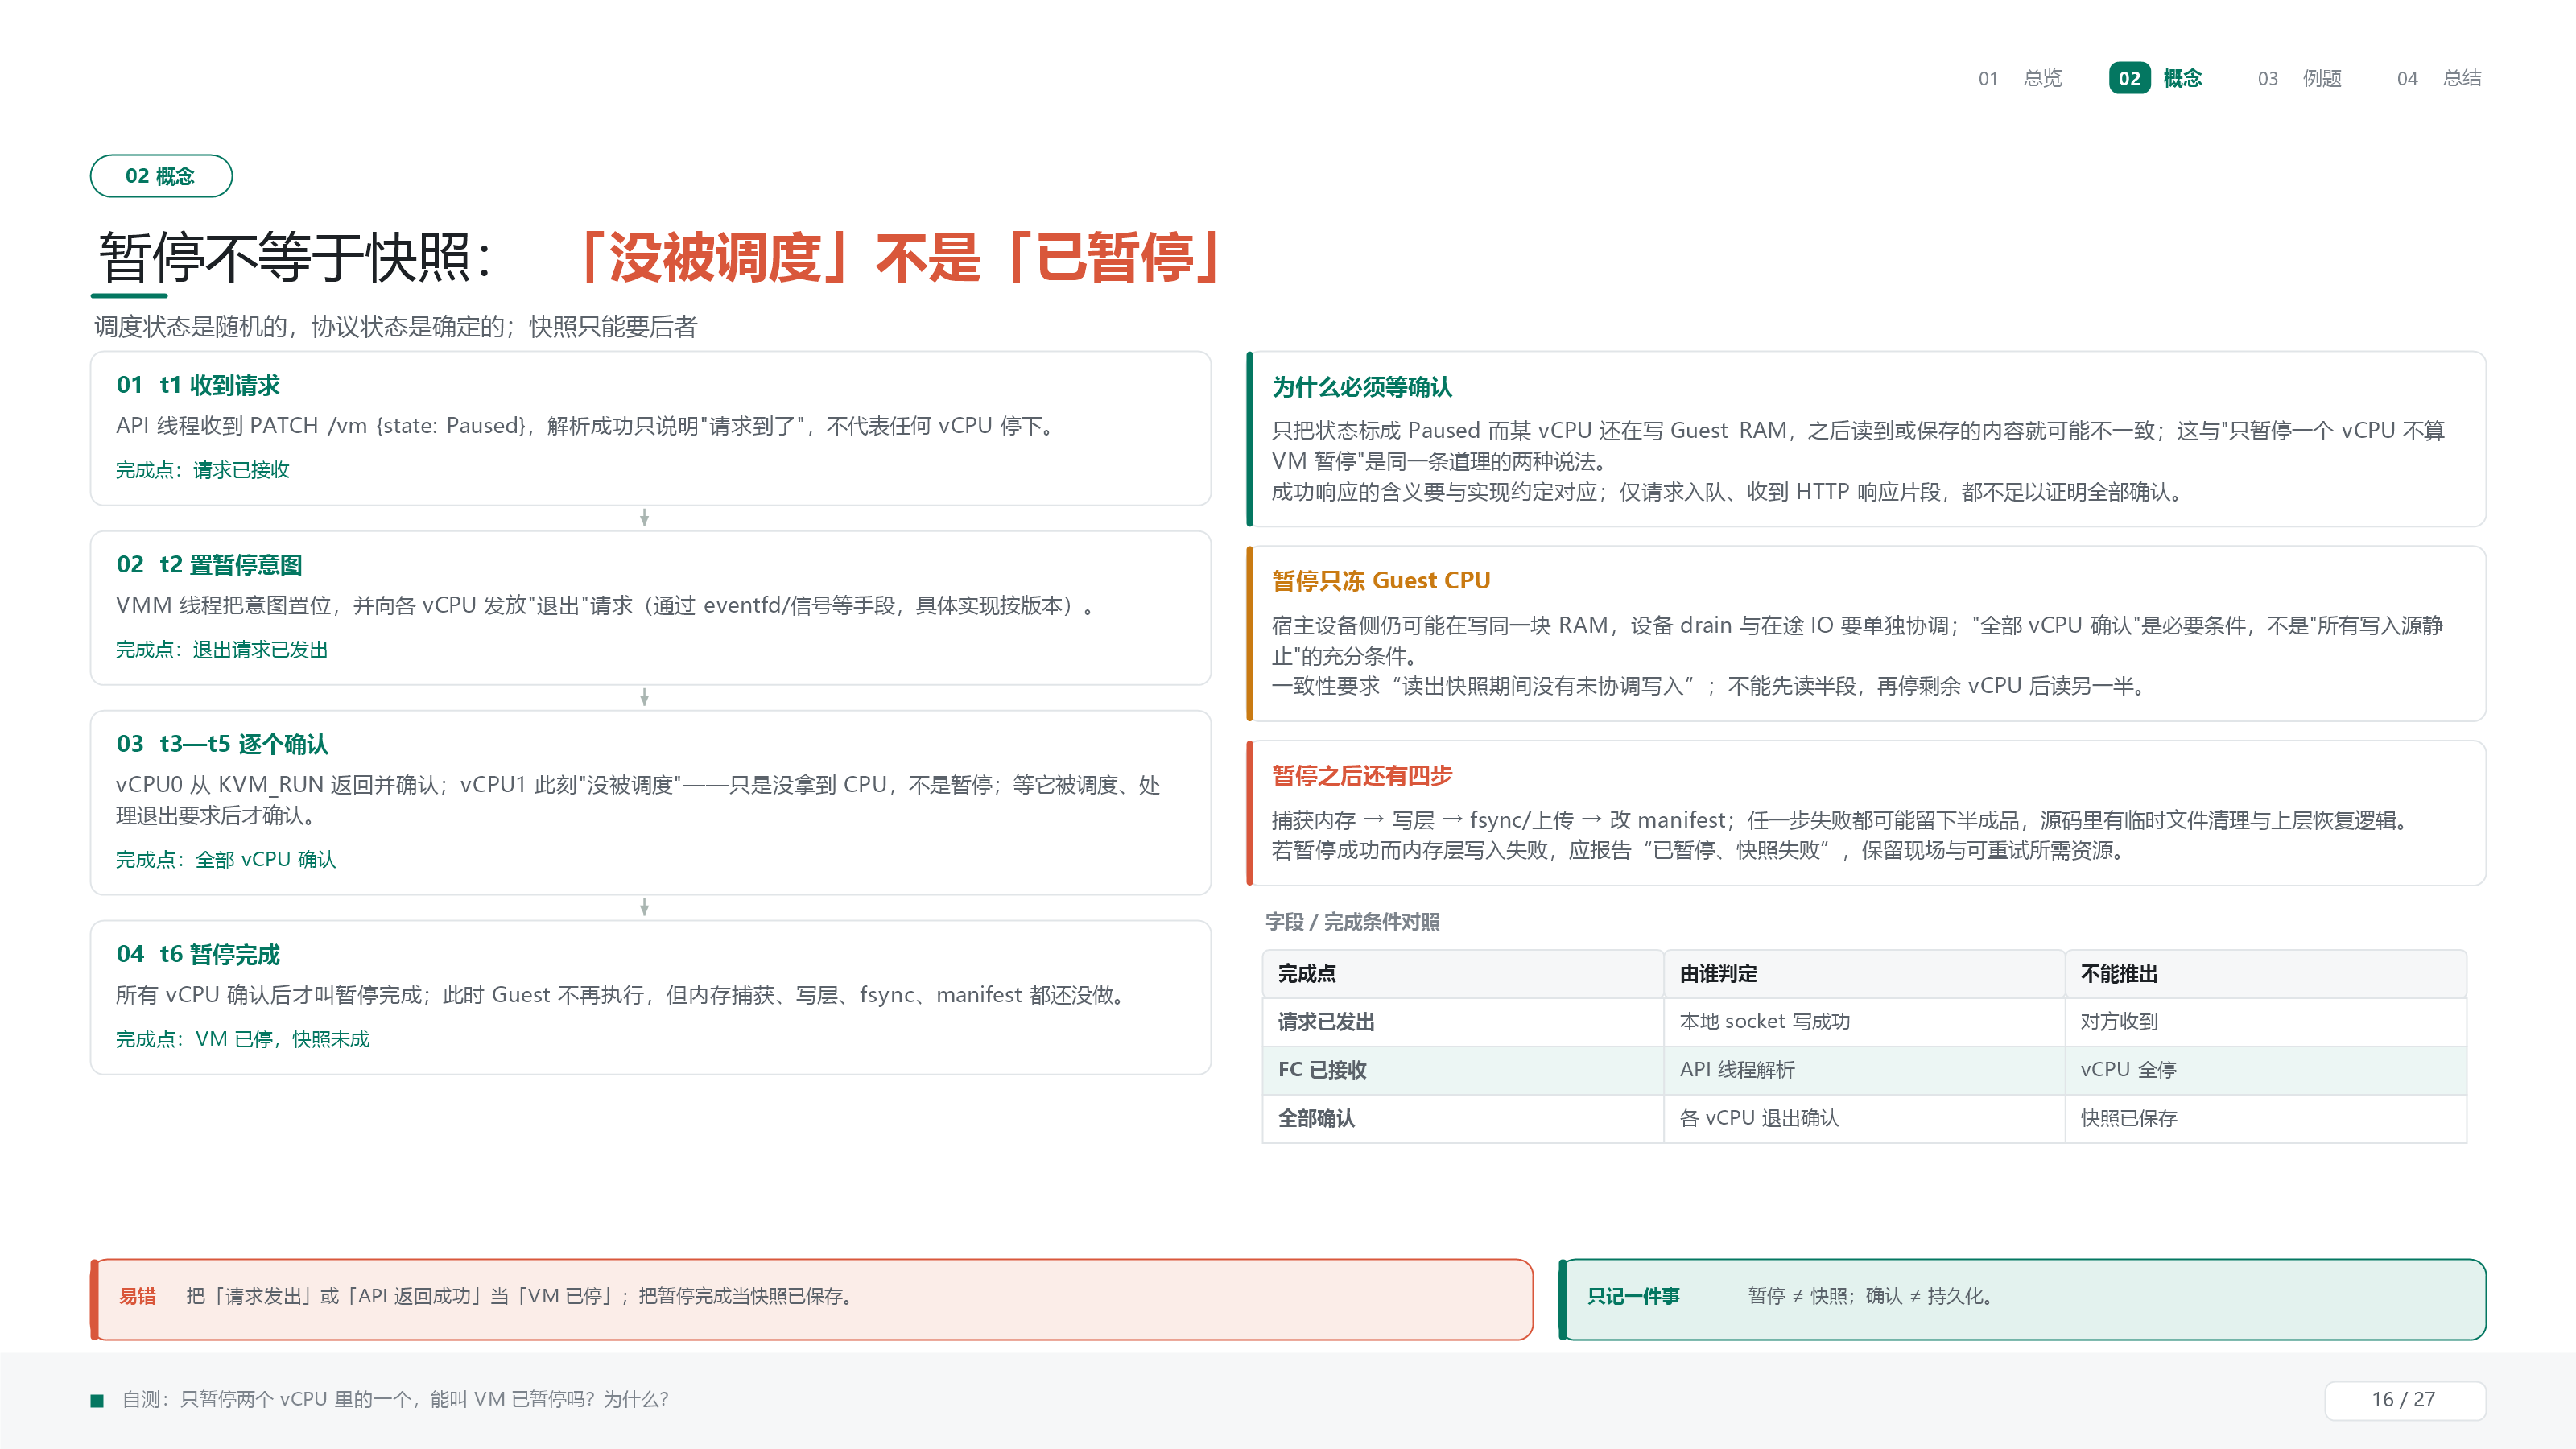 01 总览 02 概念 03 例题 04 总结
02 概念
暂停不等于快照：「没被调度」不是「已暂停」
调度状态是随机的，协议状态是确定的；快照只能要后者
01 t1 收到请求
API 线程收到 PATCH /vm {state: Paused}，解析成功只说明"请求到了"，不代表任何 vCPU 停下。
完成点：请求已接收
02 t2 置暂停意图
VMM 线程把意图置位，并向各 vCPU 发放"退出"请求（通过 eventfd/信号等手段，具体实现按版本）。
完成点：退出请求已发出
03 t3—t5 逐个确认
vCPU0 从 KVM_RUN 返回并确认；vCPU1 此刻"没被调度"——只是没拿到 CPU，不是暂停；等它被调度、处
理退出要求后才确认。
完成点：全部 vCPU 确认
04 t6 暂停完成
所有 vCPU 确认后才叫暂停完成；此时 Guest 不再执行，但内存捕获、写层、fsync、manifest 都还没做。
完成点：VM 已停，快照未成
为什么必须等确认
只把状态标成 Paused 而某 vCPU 还在写 Guest RAM，之后读到或保存的内容就可能不一致；这与"只暂停一个 vCPU 不算
VM 暂停"是同一条道理的两种说法。
成功响应的含义要与实现约定对应；仅请求入队、收到 HTTP 响应片段，都不足以证明全部确认。
暂停只冻 Guest CPU
宿主设备侧仍可能在写同一块 RAM，设备 drain 与在途 IO 要单独协调；"全部 vCPU 确认"是必要条件，不是"所有写入源静
止"的充分条件。
一致性要求“读出快照期间没有未协调写入”；不能先读半段，再停剩余 vCPU 后读另一半。
暂停之后还有四步
捕获内存 → 写层 → fsync/上传 → 改 manifest；任一步失败都可能留下半成品，源码里有临时文件清理与上层恢复逻辑。
若暂停成功而内存层写入失败，应报告“已暂停、快照失败”，保留现场与可重试所需资源。
字段 / 完成条件对照
完成点 由谁判定 不能推出
请求已发出 本地 socket 写成功 对方收到
FC 已接收 API 线程解析 vCPU 全停
全部确认 各 vCPU 退出确认 快照已保存
易错 把「请求发出」或「API 返回成功」当「VM 已停」；把暂停完成当快照已保存。
只记一件事 暂停 ≠ 快照；确认 ≠ 持久化。
自测：只暂停两个 vCPU 里的一个，能叫 VM 已暂停吗？为什么？
16 / 27